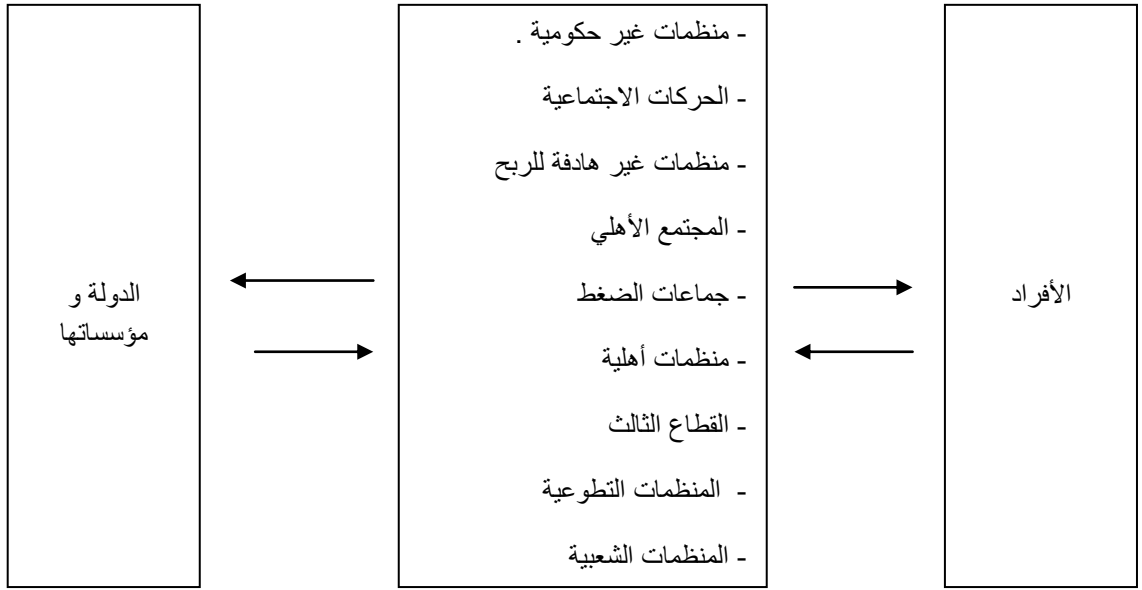 الأفراد
- منظمات غير حكومية .
- الحركات الاجتماعية
- منظمات غير هادفة للربح
- المجتمع الأهلي
- جماعات الضغط
- منظمات أهلية
- القطاع الثالث
- المنظمات التطوعية
- المنظمات الشعبية
الدولة و
مؤسساتها